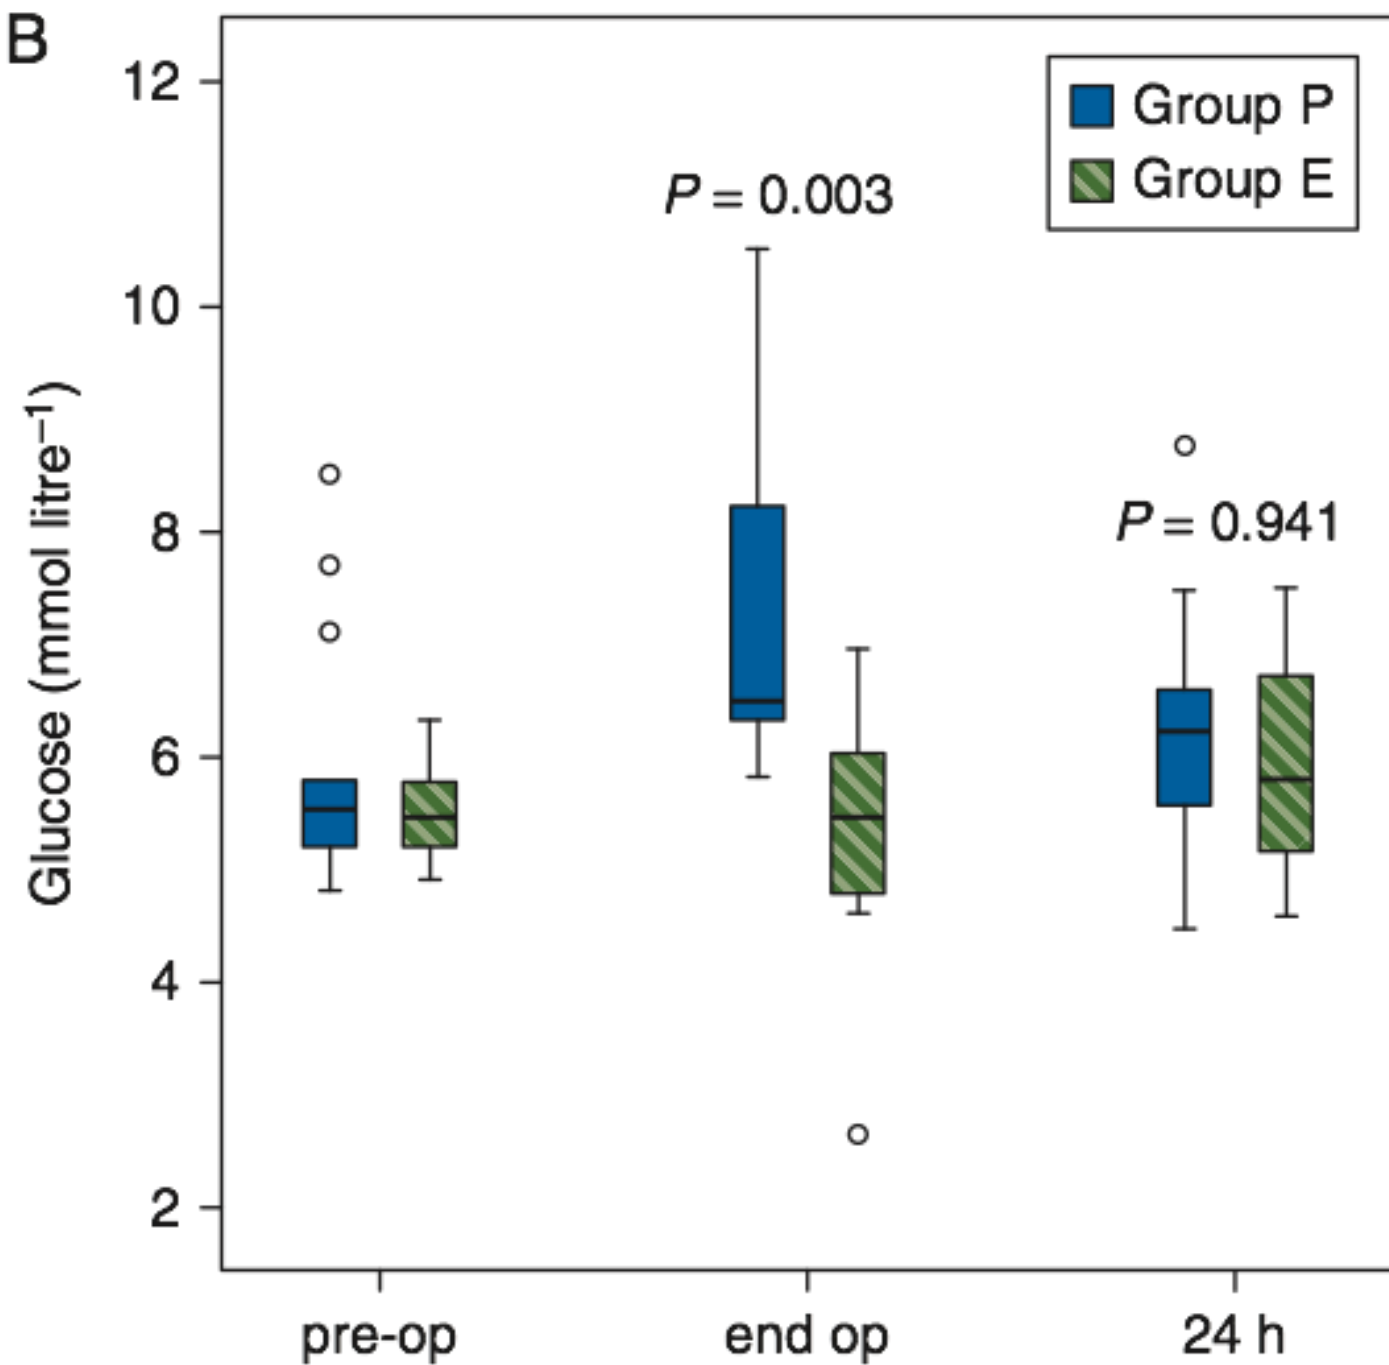 B
12
Group P
Group E
P = 0.003
10
8
P = 0.941
6
4
2
Glucose (mmol litre⁻¹)
pre-op
end op
24 h